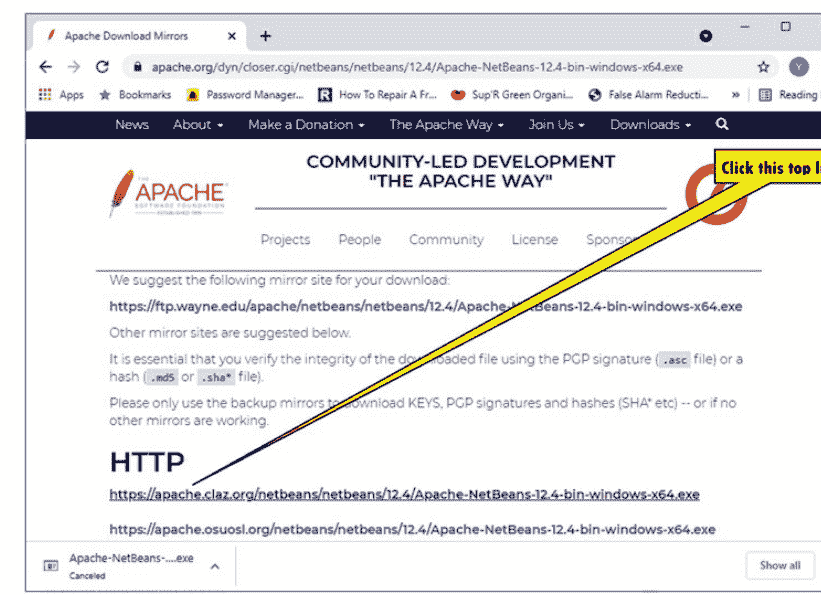 Apache Download Mirrors
apache.org/dyn/closer.cgi/netbeans/netbeans/12.4/Apache-NetBeans-12.4-bin-windows-x64.exe
Y
Apps Bookmarks Password Manager... How To Repair A Fr... Sup'R Green Organi... False Alarm Reducti... » Reading
News About Make a Donation The Apache Way Join Us Downloads
COMMUNITY-LED DEVELOPMENT
"THE APACHE WAY"
Click this top
THE
APACHE
SOFTWARE FOUNDATION
ESTABLISHED 1999
Projects People Community License
We suggest the following mirror site for your download:
https://ftp.wayne.edu/apache/netbeans/netbeans/12.4/Apache-NetBeans-12.4-bin-windows-x64.exe
Other mirror sites are suggested below.
It is essential that you verify the integrity of the downloaded file using the PGP signature ( .asc file) or a
hash ( .md5 or .sha* file).
Please only use the backup mirrors to download KEYS, PGP signatures and hashes (SHA* etc) -- or if no
other mirrors are working.
HTTP
https://apache.claz.org/netbeans/netbeans/12.4/Apache-NetBeans-12.4-bin-windows-x64.exe
https://apache.osuosl.org/netbeans/netbeans/12.4/Apache-NetBeans-12.4-bin-windows-x64.exe
Apache-NetBeans-....exe
Canceled
Show all